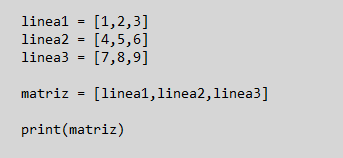 linea1 = [1,2,3]
linea2 = [4,5,6]
linea3 = [7,8,9]
matriz = [linea1,linea2,linea3]
print(matriz)